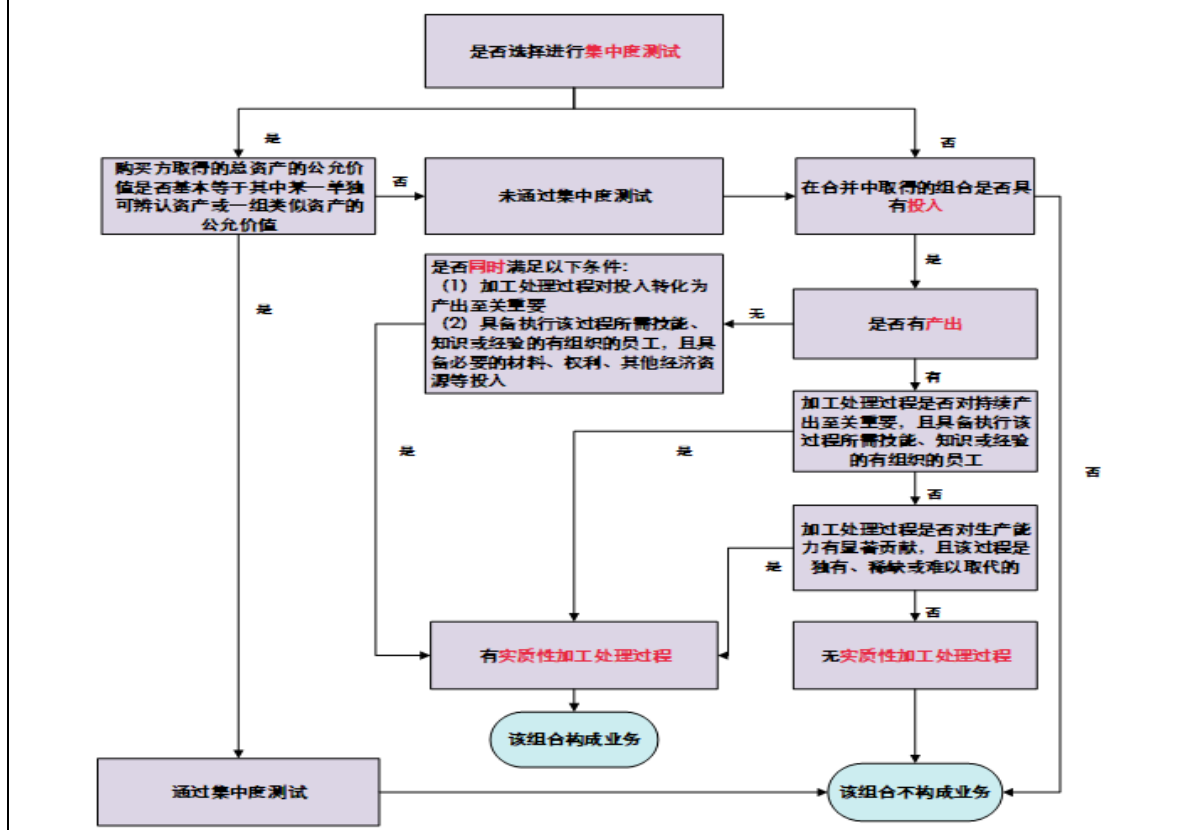 是否选择进行集中度测试
是
否
购买方取得的总资产的公允价
值是否基本等于其中某一单独
可辨认资产或一组类似资产的
公允价值
否
未通过集中度测试
在合并中取得的组合是否具
有投入
是
是否同时满足以下条件：
（1）加工处理过程对投入转化为
产出至关重要
（2）具备执行该过程所需技能、
知识或经验的有组织的员工，且具
备必要的材料、权利、其他经济资
源等投入
是
无
是否有产出
有
加工处理过程是否对持续产
出至关重要，且具备执行该
过程所需技能、知识或经验
的有组织的员工
是
是
否
否
加工处理过程是否对生产能
力有显著贡献，且该过程是
独有、稀缺或难以取代的
是
否
有实质性加工处理过程
无实质性加工处理过程
该组合构成业务
通过集中度测试
该组合不构成业务